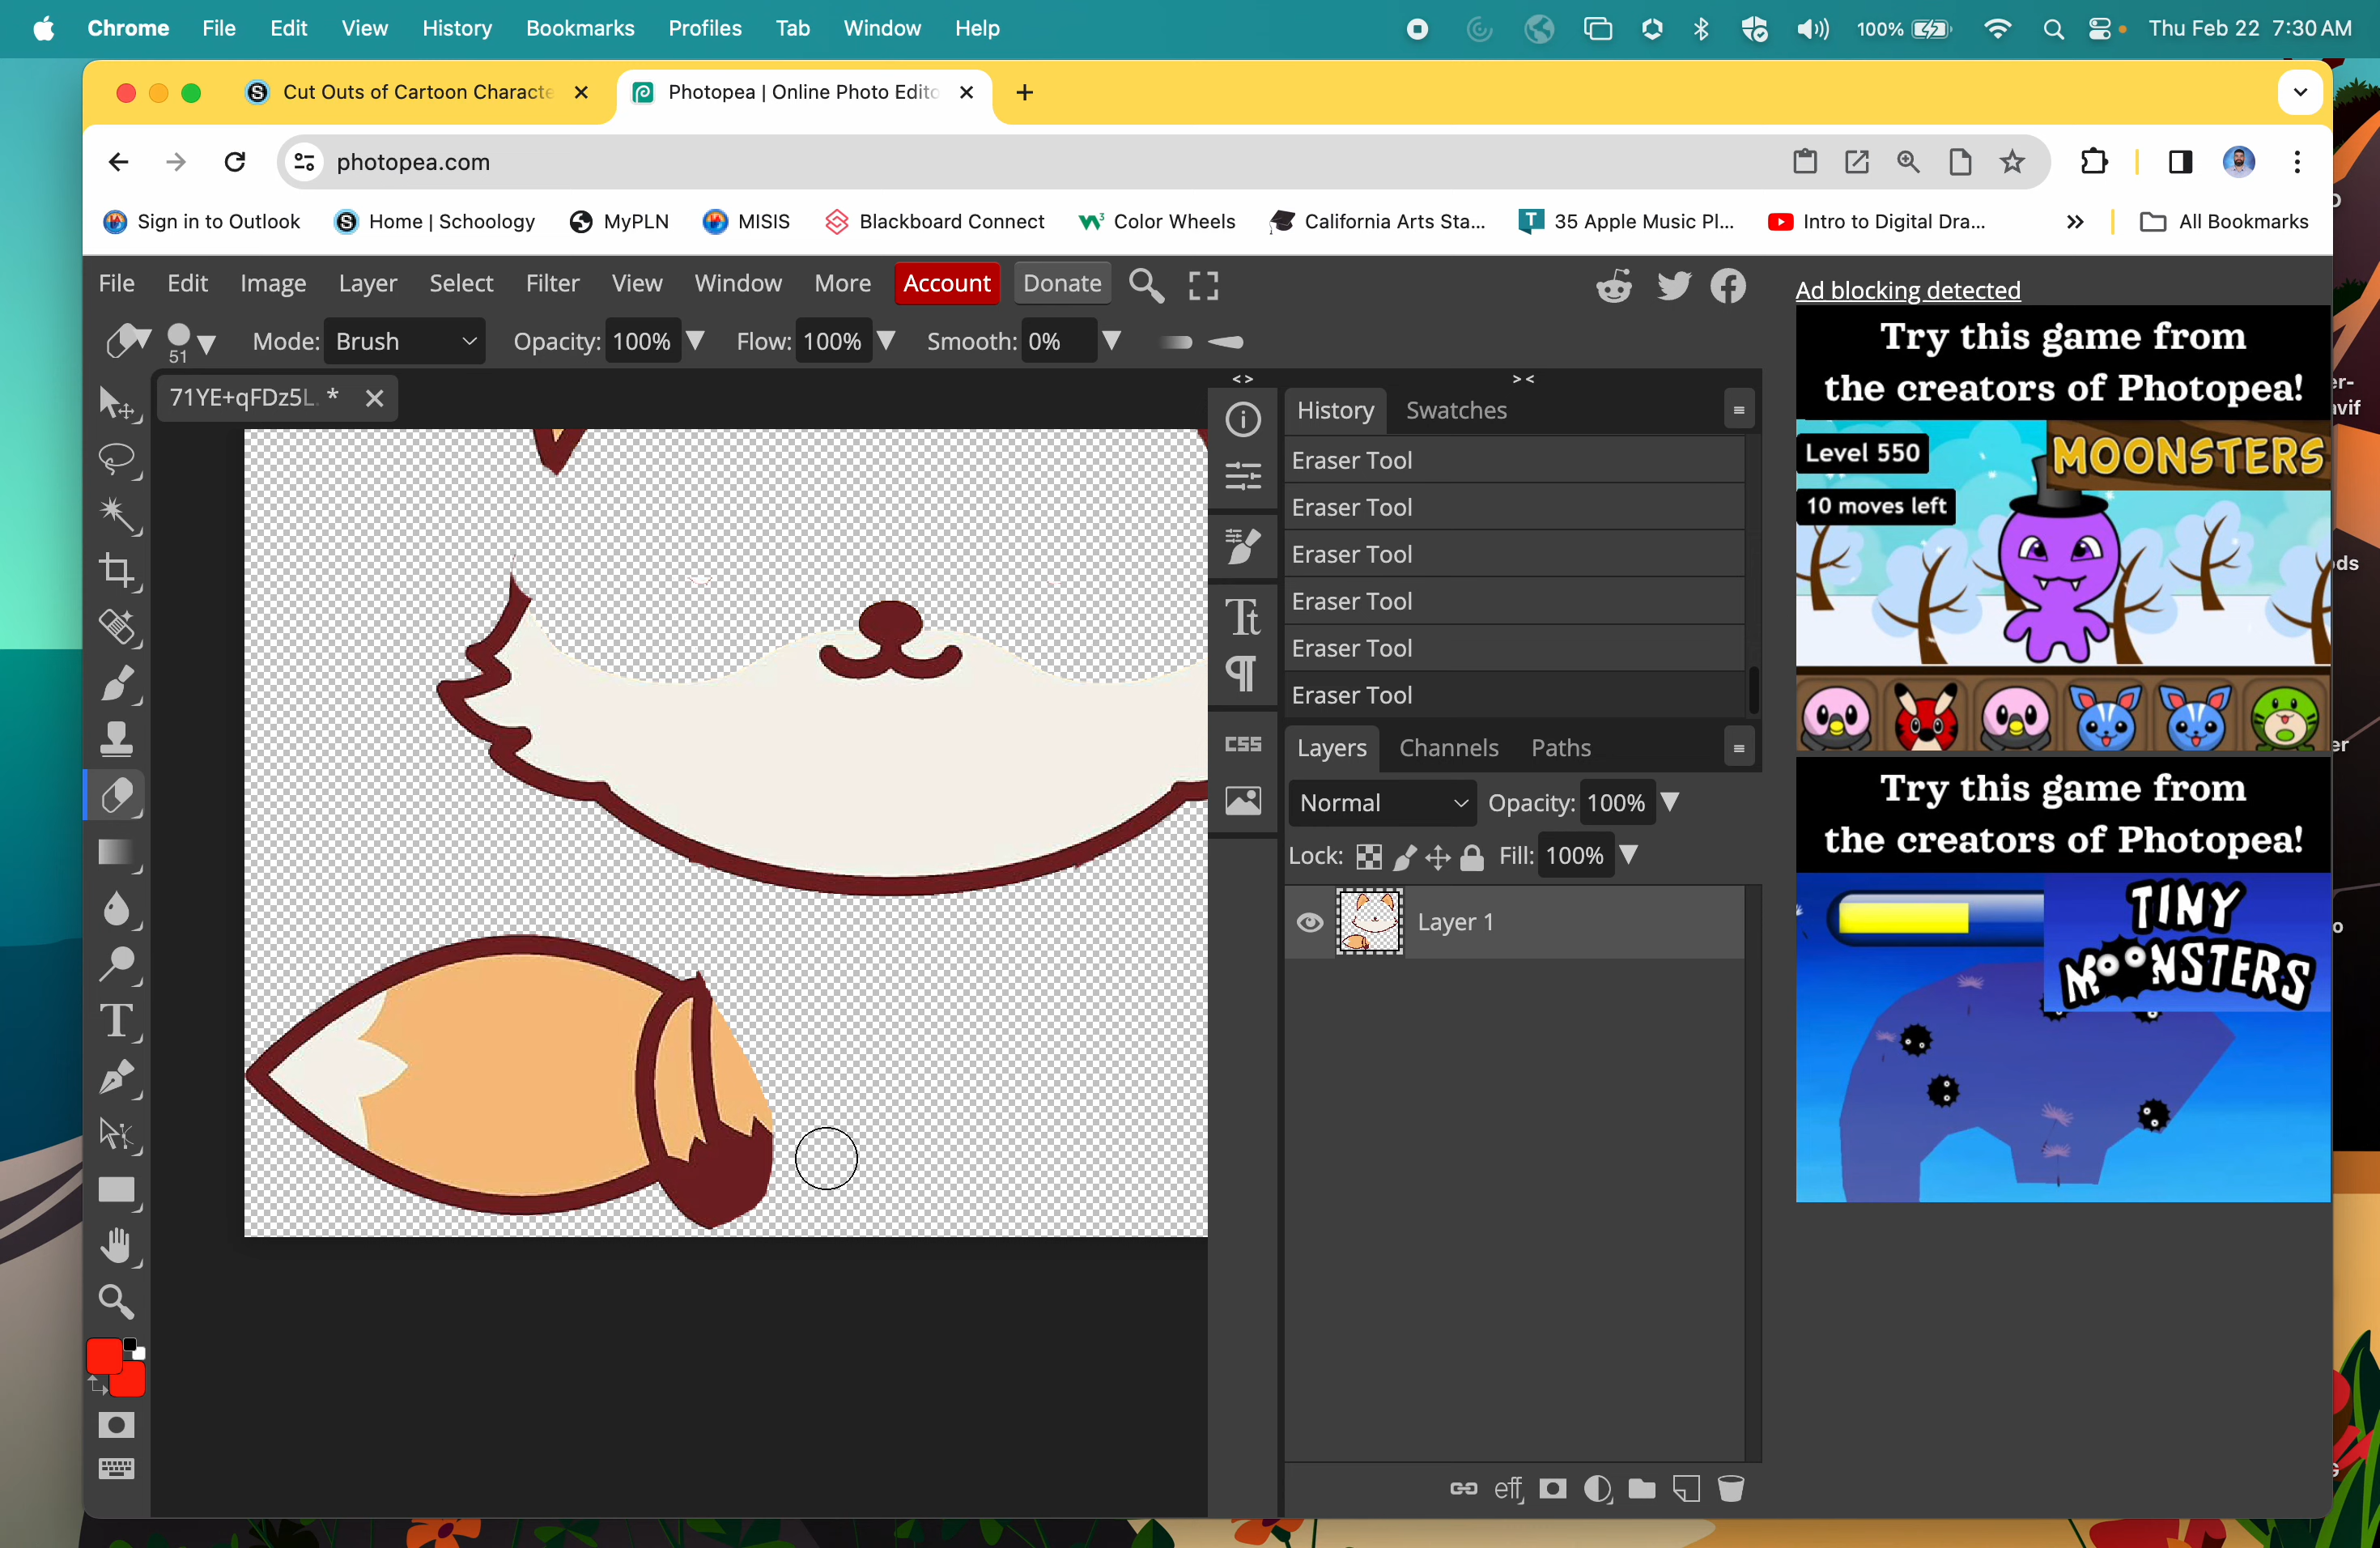 Chrome File Edit View History Bookmarks Profiles Tab Window Help 100% Thu Feb 22 7:30 AM
Cut Outs of Cartoon Characte Photopea | Online Photo Edito
photopea.com
Sign in to Outlook Home | Schoology MyPLN MISIS Blackboard Connect Color Wheels California Arts Sta... 35 Apple Music Pl... Intro to Digital Dra... » All Bookmarks
File Edit Image Layer Select Filter View Window More Account Donate
51 Mode: Brush Opacity: 100% Flow: 100% Smooth: 0%
71YE+qFDz5L. *
< > > <
History Swatches
Eraser Tool
Eraser Tool
Eraser Tool
Eraser Tool
Eraser Tool
Eraser Tool
CSS
Layers Channels Paths
Normal Opacity: 100%
Lock: Fill: 100%
Layer 1
eff
Ad blocking detected
Try this game from
the creators of Photopea!
Level 550 MOONSTERS
10 moves left
Try this game from
the creators of Photopea!
TINY
MOONSTERS